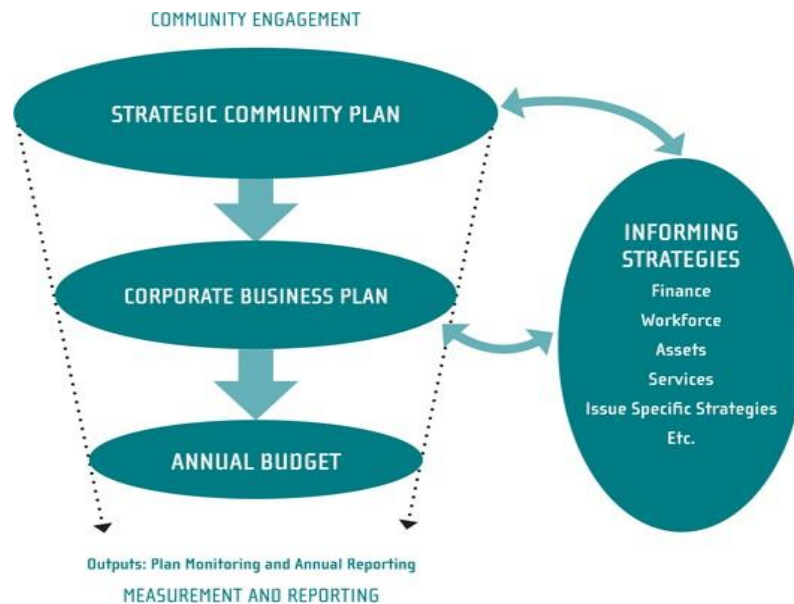 COMMUNITY ENGAGEMENT
STRATEGIC COMMUNITY PLAN
CORPORATE BUSINESS PLAN
ANNUAL BUDGET
INFORMING
STRATEGIES
Finance
Workforce
Assets
Services
Issue Specific Strategies
Etc.
Outputs: Plan Monitoring and Annual Reporting
MEASUREMENT AND REPORTING